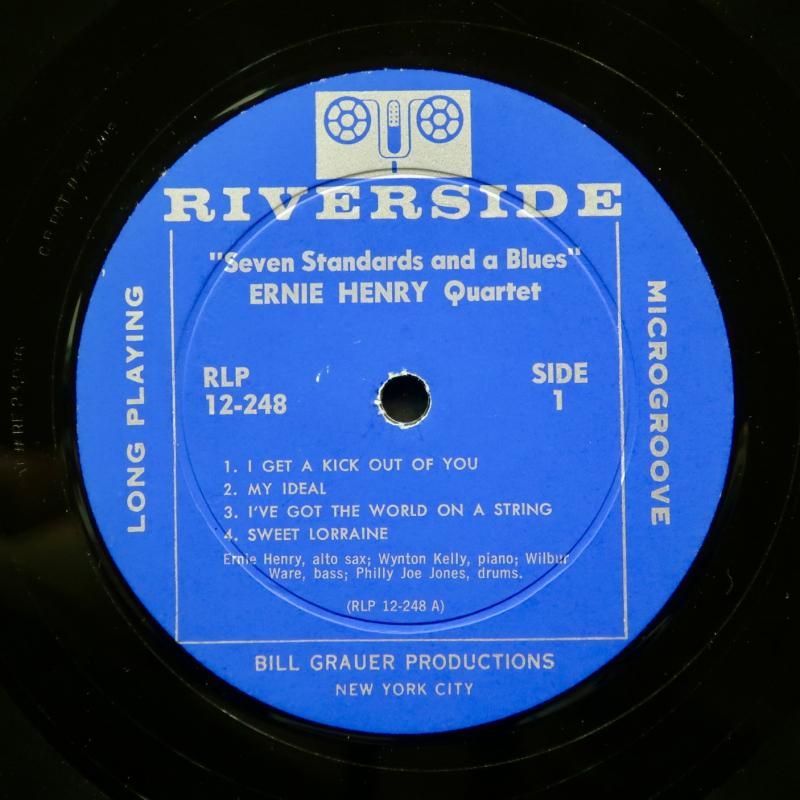 RIVERSIDE
"Seven Standards and a Blues"
ERNIE HENRY Quartet
LONG PLAYING
MICROGROOVE
RLP
12-248
SIDE
1
1. I GET A KICK OUT OF YOU
2. MY IDEAL
3. I'VE GOT THE WORLD ON A STRING
4. SWEET LORRAINE
Ernie Henry, alto sax; Wynton Kelly, piano; Wilbur
Ware, bass; Philly Joe Jones, drums.
(RLP 12-248 A)
BILL GRAUER PRODUCTIONS
NEW YORK CITY